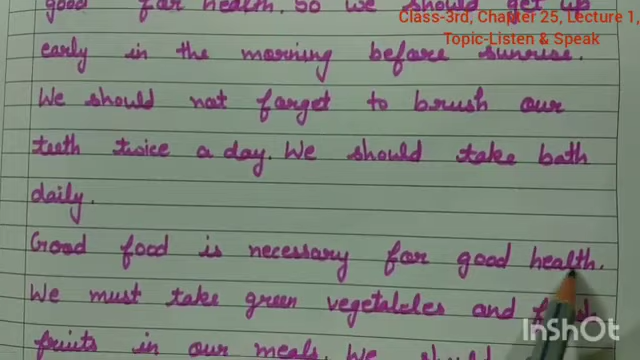 good for health. So we should get up
Class-3rd, Chapter 25, Lecture 1,
Topic-Listen & Speak
early in the morning before sunrise.
We should not forget to brush our
teeth twice a day. We should take bath
daily.
Good food is necessary for good health.
We must take green vegetables and
fruits in our meals. We should
InShOt